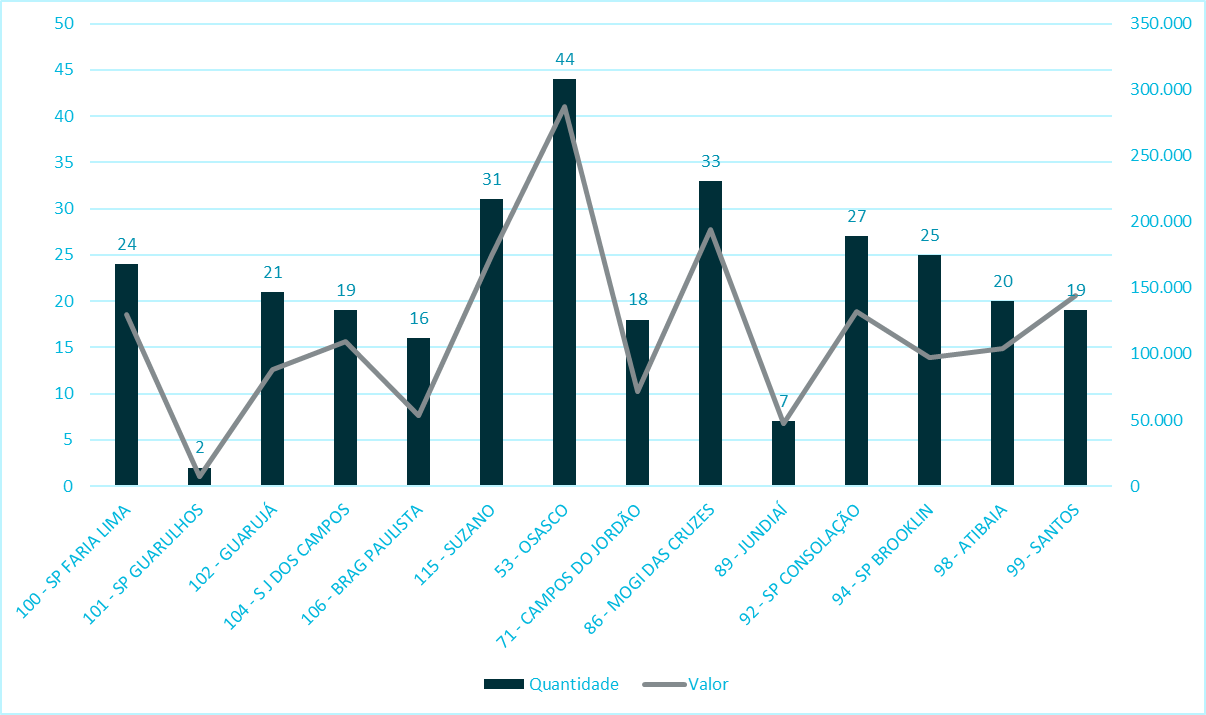 50
45
40
35
30
25
20
15
10
5
0
350.000
300.000
250.000
200.000
150.000
100.000
50.000
0
24
2
21
19
16
31
44
18
33
7
27
25
20
19
100 - SP FARIA LIMA
101 - SP GUARULHOS
102 - GUARUJÁ
104 - S J DOS CAMPOS
106 - BRAG PAULISTA
115 - SUZANO
53 - OSASCO
71 - CAMPOS DO JORDÃO
86 - MOGI DAS CRUZES
89 - JUNDIAÍ
92 - SP CONSOLAÇÃO
94 - SP BROOKLIN
98 - ATIBAIA
99 - SANTOS
Quantidade
Valor